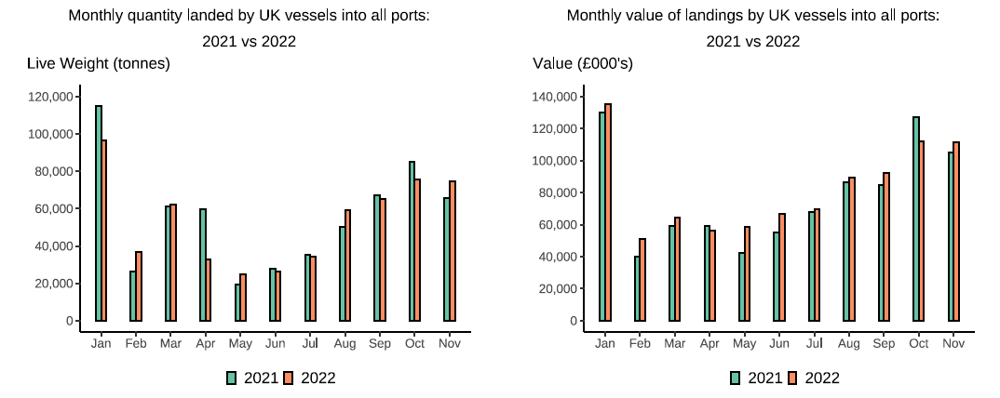 Monthly quantity landed by UK vessels into all ports:
2021 vs 2022
Live Weight (tonnes)
120,000
100,000
80,000
60,000
40,000
20,000
0
Jan Feb Mar Apr May Jun Jul Aug Sep Oct Nov
2021 2022
Monthly value of landings by UK vessels into all ports:
2021 vs 2022
Value (£000's)
140,000
120,000
100,000
80,000
60,000
40,000
20,000
0
Jan Feb Mar Apr May Jun Jul Aug Sep Oct Nov
2021 2022